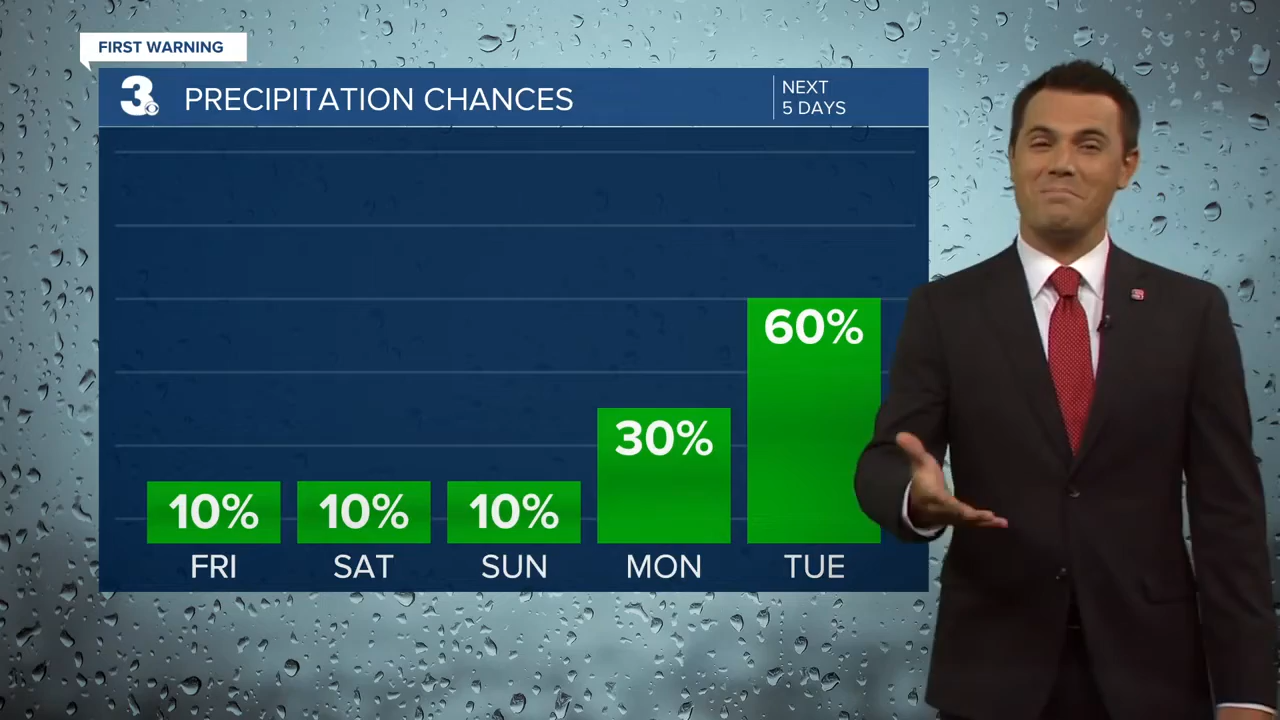 FIRST WARNING
3 PRECIPITATION CHANCES
NEXT
5 DAYS
10% 10% 10% 30% 60%
FRI SAT SUN MON TUE